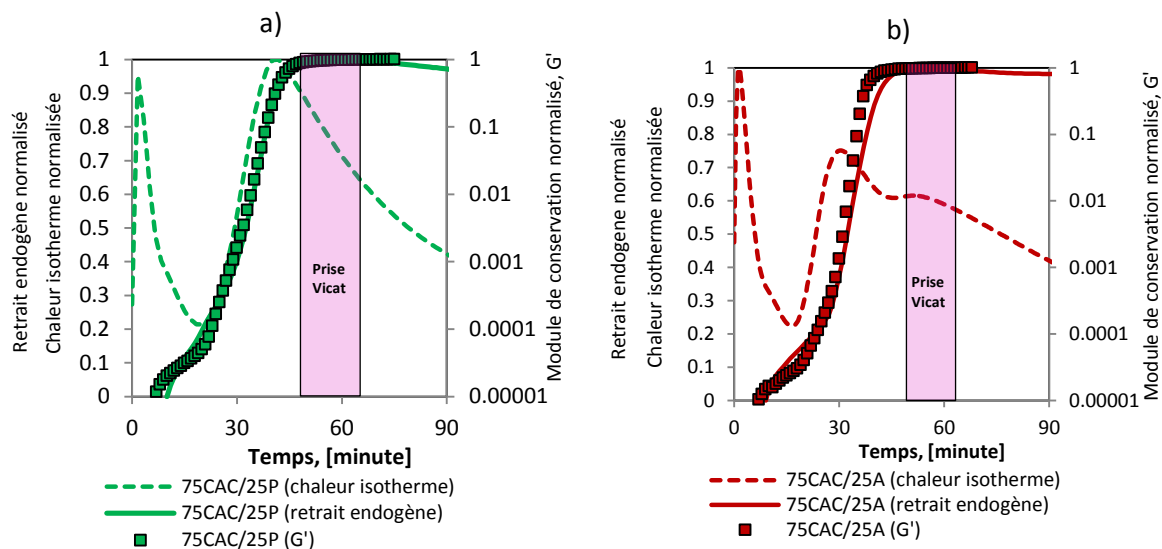 a)
Retrait endogène normalisé
Chaleur isotherme normalisée
1
0.9
0.8
0.7
0.6
0.5
0.4
0.3
0.2
0.1
0
Prise
Vicat
1
0.1
0.01
0.001
0.0001
0.00001
Module de conservation normalisé, G'
0 30 60 90
Temps, [minute]
75CAC/25P (chaleur isotherme)
75CAC/25P (retrait endogène)
75CAC/25P (G')
b)
Retrait endogene normalisé
Chaleur isotherme normalisée
1
0.9
0.8
0.7
0.6
0.5
0.4
0.3
0.2
0.1
0
Prise
Vicat
1
0.1
0.01
0.001
0.0001
0.00001
Module de conservation normalisé, G'
0 30 60 90
Temps, [minute]
75CAC/25A (chaleur isotherme)
75CAC/25A (retrait endogène)
75CAC/25A (G')